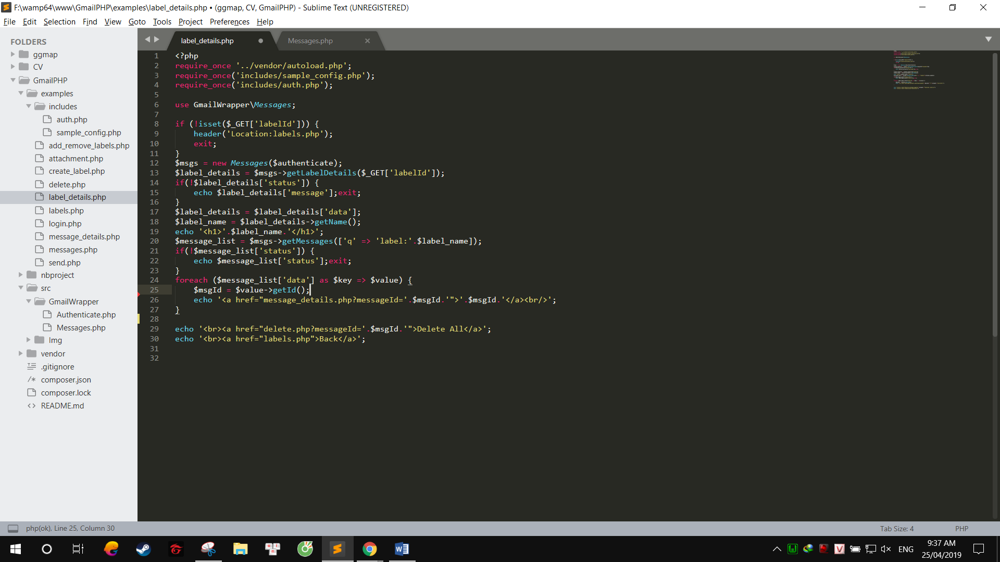 F:\wamp64\www\GmailPHP\examples\label_details.php • (ggmap, CV, GmailPHP) - Sublime Text (UNREGISTERED)
File Edit Selection Find View Goto Tools Project Preferences Help
FOLDERS
ggmap
CV
GmailPHP
examples
includes
auth.php
sample_config.php
add_remove_labels.php
attachment.php
create_label.php
delete.php
label_details.php
labels.php
login.php
message_details.php
messages.php
send.php
nbproject
src
GmailWrapper
Authenticate.php
Messages.php
Img
vendor
.gitignore
composer.json
composer.lock
README.md
label_details.php Messages.php
1 <?php
2 require_once '../vendor/autoload.php';
3 require_once('includes/sample_config.php');
4 require_once('includes/auth.php');
5
6 use GmailWrapper\Messages;
7
8 if (!isset($_GET['labelId'])) {
9     header('Location:labels.php');
10     exit;
11 }
12 $msgs = new Messages($authenticate);
13 $label_details = $msgs->getLabelDetails($_GET['labelId']);
14 if(!$label_details['status']) {
15     echo $label_details['message'];exit;
16 }
17 $label_details = $label_details['data'];
18 $label_name = $label_details->getName();
19 echo '<h1>'.$label_name.'</h1>';
20 $message_list = $msgs->getMessages(['q' => 'label:'.$label_name]);
21 if(!$message_list['status']) {
22     echo $message_list['status'];exit;
23 }
24 foreach ($message_list['data'] as $key => $value) {
25     $msgId = $value->getId();
26     echo '<a href="message_details.php?messageId='.$msgId.'">'.$msgId.'</a><br/>';
27 }
28
29 echo '<br><a href="delete.php?messageId='.$msgId.'">Delete All</a>';
30 echo '<br><a href="labels.php">Back</a>';
31
32
php(ok), Line 25, Column 30
Tab Size: 4
PHP
ENG
9:37 AM
25/04/2019